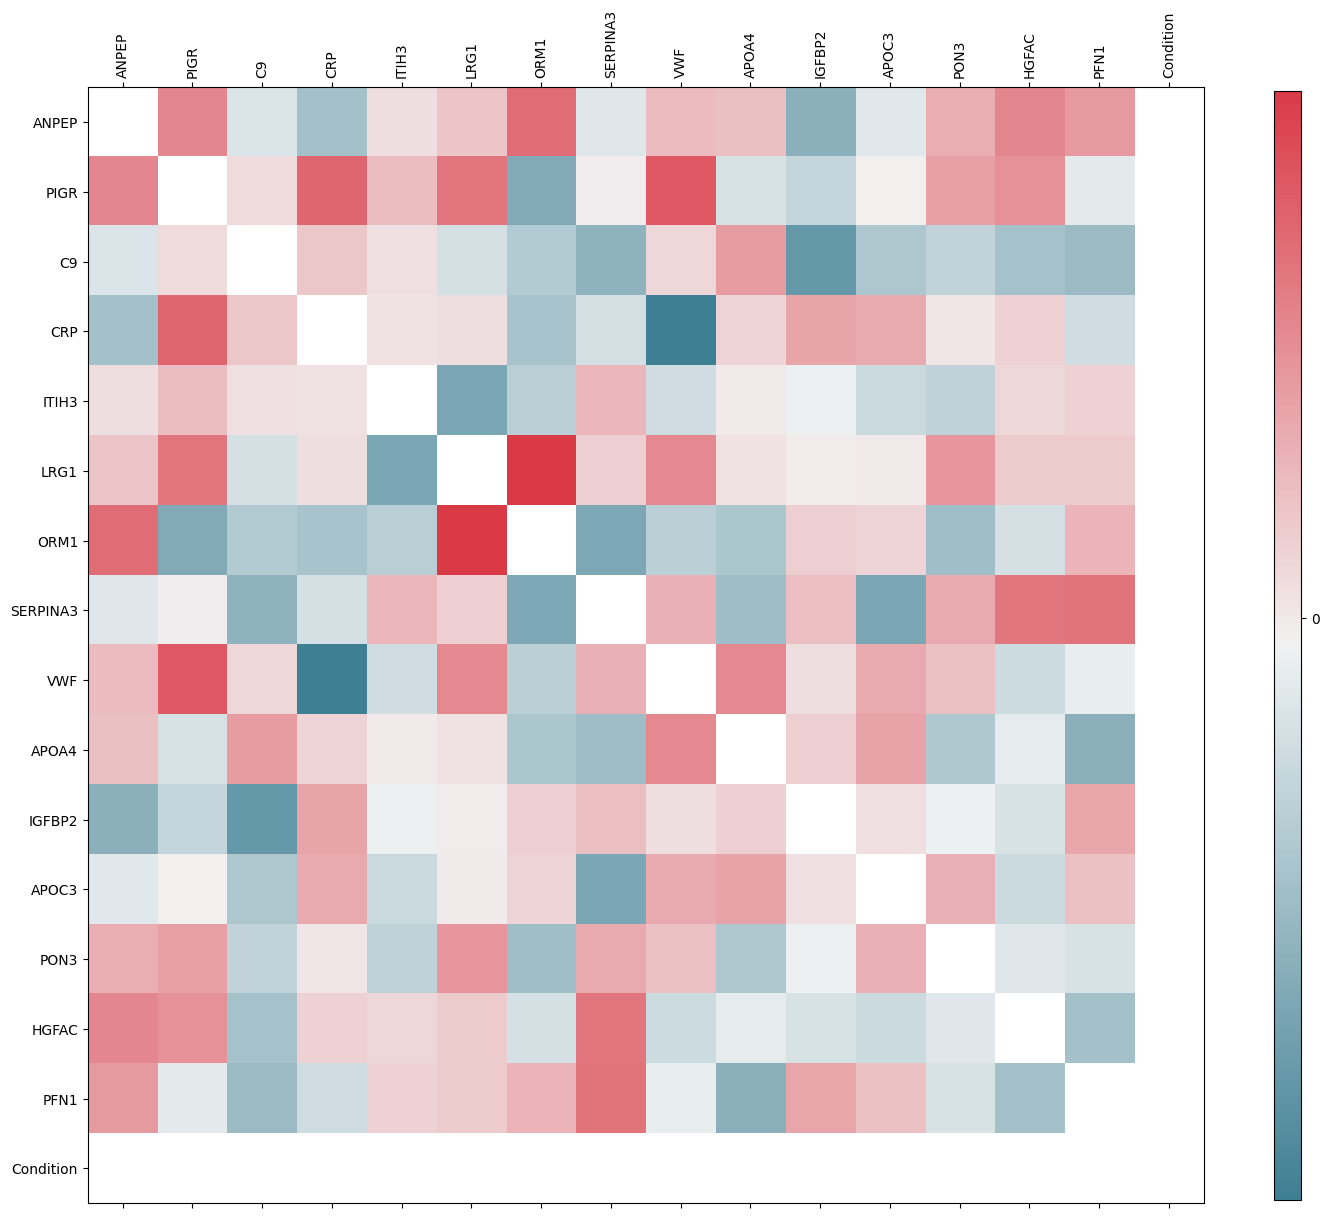 ANPEP
PIGR
C9
CRP
ITIH3
LRG1
ORM1
SERPINA3
VWF
APOA4
IGFBP2
APOC3
PON3
HGFAC
PFN1
Condition
ANPEP
PIGR
C9
CRP
ITIH3
LRG1
ORM1
SERPINA3
VWF
APOA4
IGFBP2
APOC3
PON3
HGFAC
PFN1
Condition
0